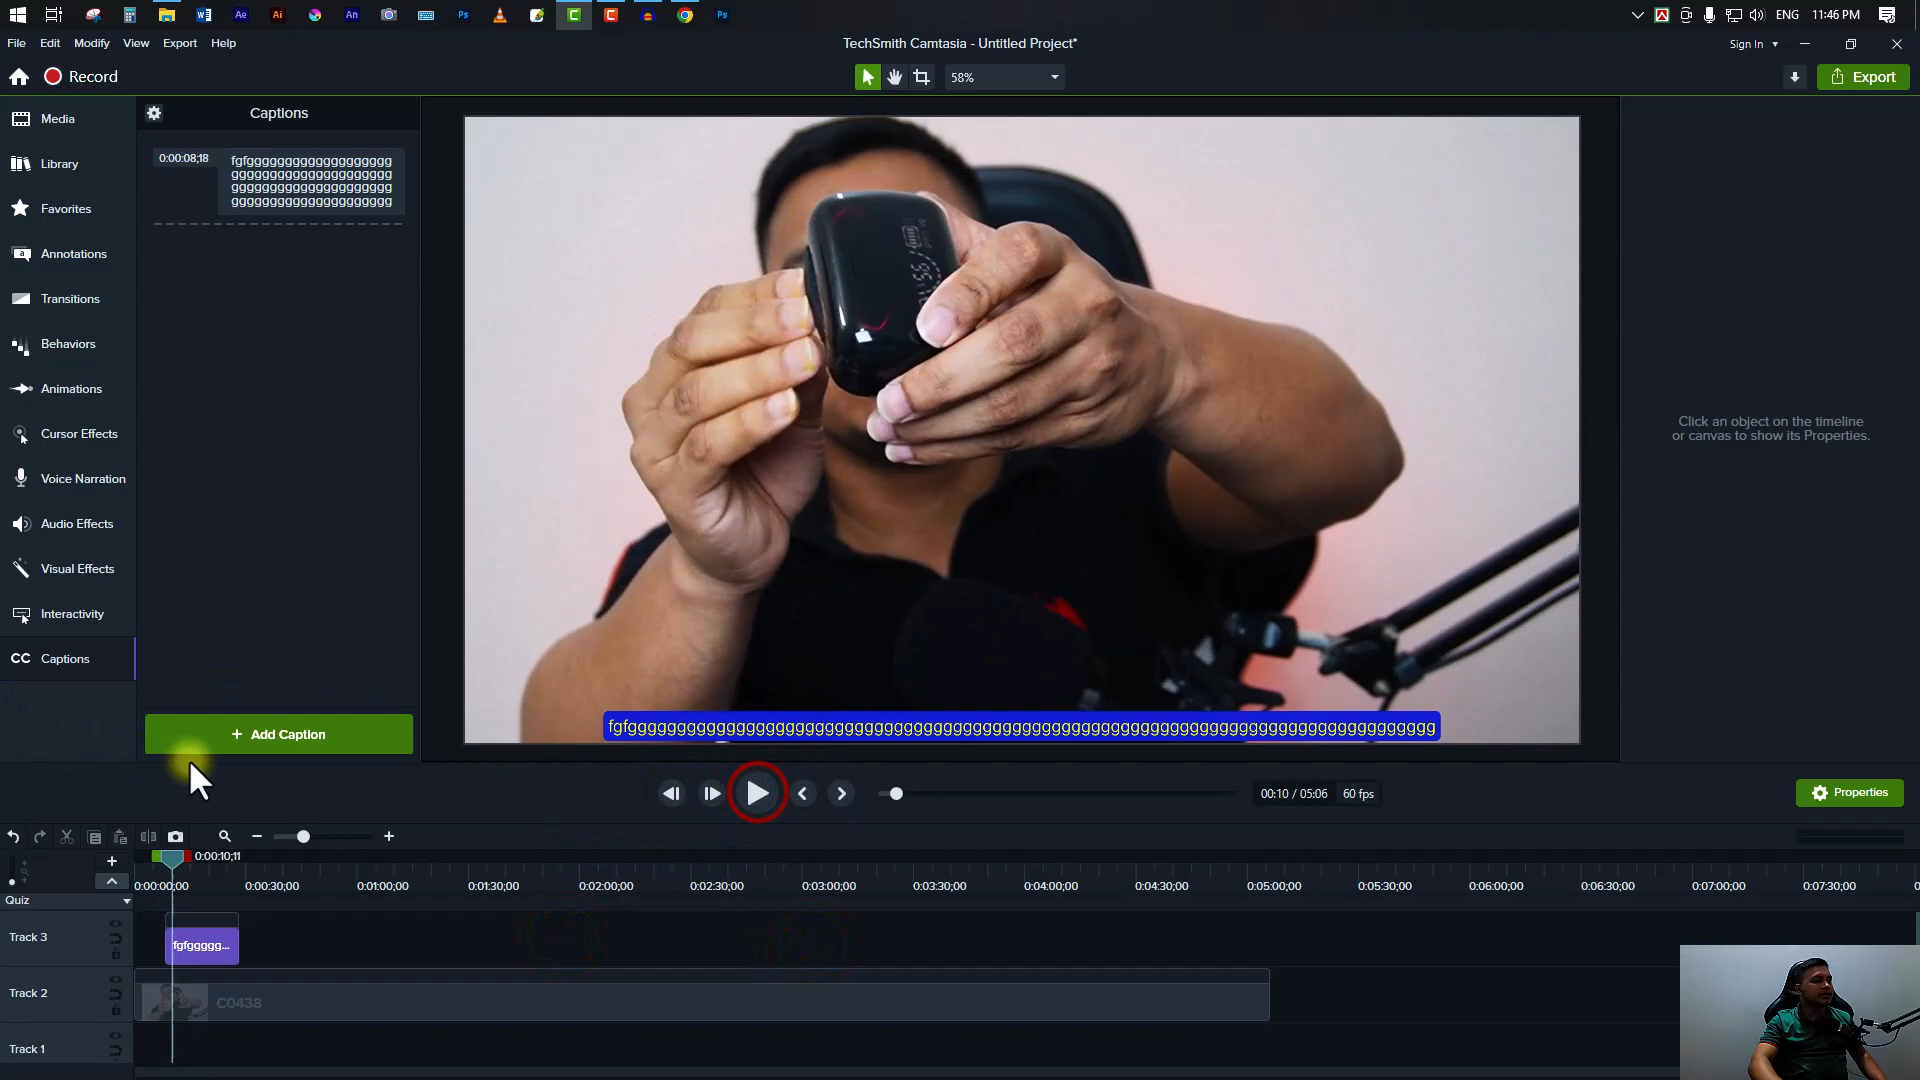 Ae
Ai
An
Ps
Ps
ENG
11:46 PM
File
Edit
Modify
View
Export
Help
TechSmith Camtasia - Untitled Project*
Sign In
Record
58%
Export
Media
Library
Favorites
Annotations
Transitions
Behaviors
Animations
Cursor Effects
Voice Narration
Audio Effects
Visual Effects
Interactivity
CC Captions
Captions
0:00:08;18
+ Add Caption
Click an object on the timeline
or canvas to show its Properties.
00:10 / 05:06
60 fps
Properties
0:00:10;11
0:00:00;00
0:00:30;00
0:01:00;00
0:01:30;00
0:02:00;00
0:02:30;00
0:03:00;00
0:03:30;00
0:04:00;00
0:04:30;00
0:05:00;00
0:05:30;00
0:06:00;00
0:06:30;00
0:07:00;00
0:07:30;00
Quiz
Track 3
fgfggggg...
Track 2
C0438
Track 1